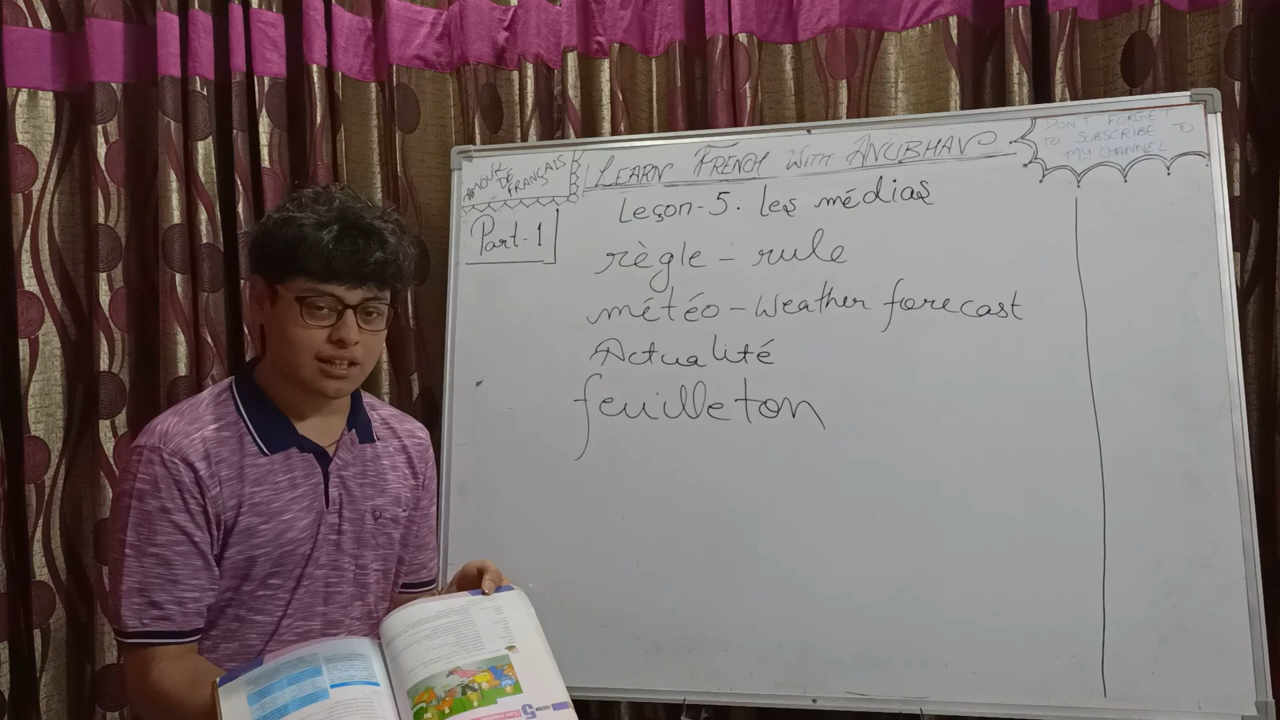 AMOUR DE FRANÇAIS
LEARN FRENCH WITH ANUBHAV
DON'T FORGET
TO SUBSCRIBE TO
MY CHANNEL
Part-1
Leçon-5: les médias
règle - rule
météo - Weather forecast
Actualité
feuilleton
5